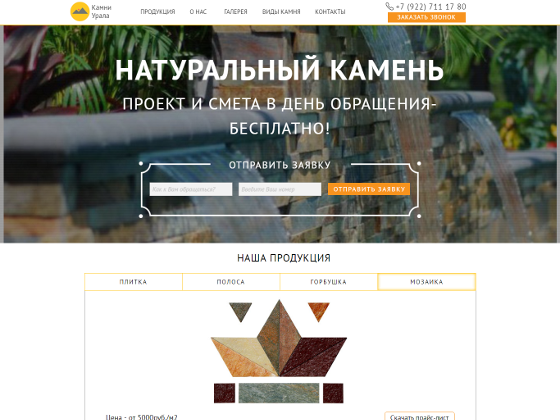 Камни
Урала
ПРОДУКЦИЯ О НАС ГАЛЕРЕЯ ВИДЫ КАМНЯ КОНТАКТЫ
+7 (922) 711 17 80
ЗАКАЗАТЬ ЗВОНОК
НАТУРАЛЬНЫЙ КАМЕНЬ
ПРОЕКТ И СМЕТА В ДЕНЬ ОБРАЩЕНИЯ-
БЕСПЛАТНО!
ОТПРАВИТЬ ЗАЯВКУ
Как к Вам обращаться? Введите Ваш номер ОТПРАВИТЬ ЗАЯВКУ
НАША ПРОДУКЦИЯ
ПЛИТКА ПОЛОСА ГОРБУШКА МОЗАИКА
Цена - от 5000руб./м2 Скачать прайс-лист